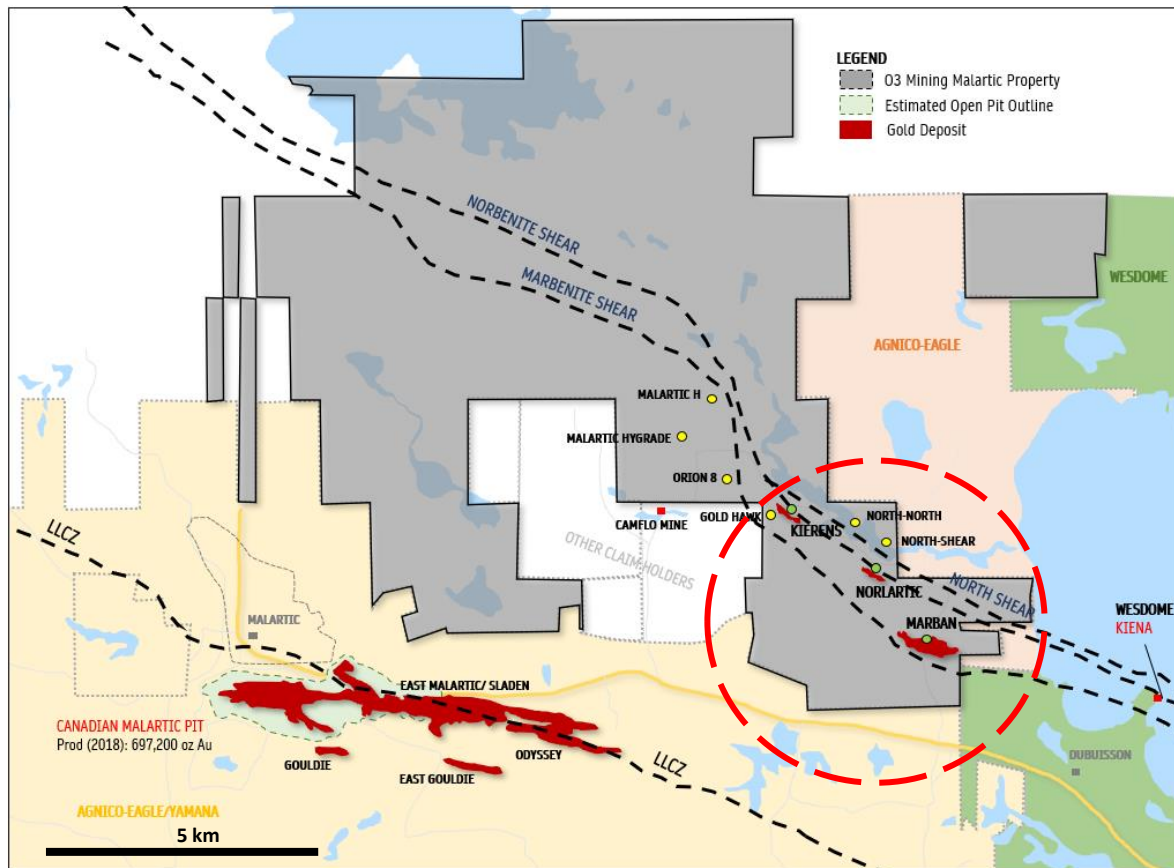 LEGEND
O3 Mining Malartic Property
Estimated Open Pit Outline
Gold Deposit
NORBENITE SHEAR
MARBENITE SHEAR
WESDOME
AGNICO-EAGLE
MALARTIC H
MALARTIC HYGRADE
ORION 8
GOLD HAWK
KIERENS
NORTH-NORTH
CAMFLO MINE
NORTH-SHEAR
OTHER CLAIM HOLDERS
LLCZ
NORLARTIC
NORTH SHEAR
MALARTIC
MARBAN
WESDOME
KIENA
EAST MALARTIC/ SLADEN
CANADIAN MALARTIC PIT
Prod (2018): 697,200 oz Au
GOULDIE
EAST GOULDIE
ODYSSEY
LLCZ
DUBUISSON
AGNICO-EAGLE/YAMANA
5 km